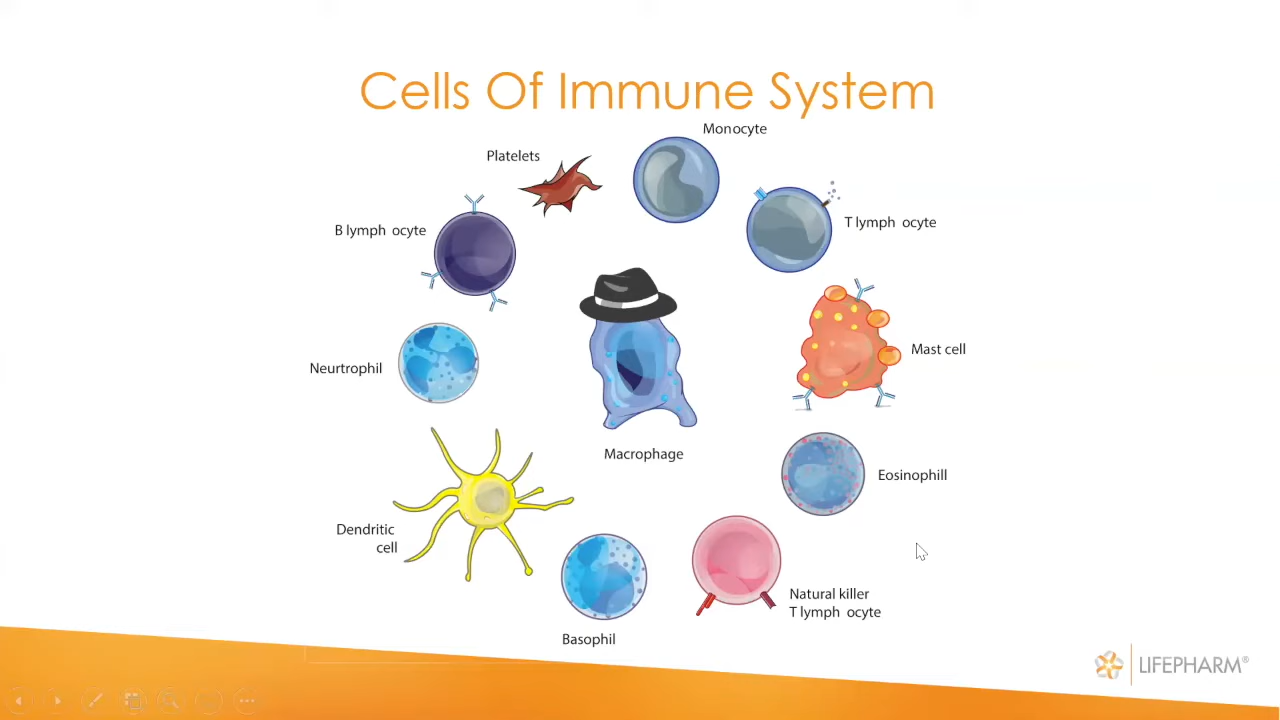 Cells Of Immune System
Monocyte
Platelets
T lymph ocyte
B lymph ocyte
Mast cell
Neurtrophil
Macrophage
Eosinophill
Dendritic
cell
Natural killer
T lymph ocyte
Basophil
LIFEPHARM®